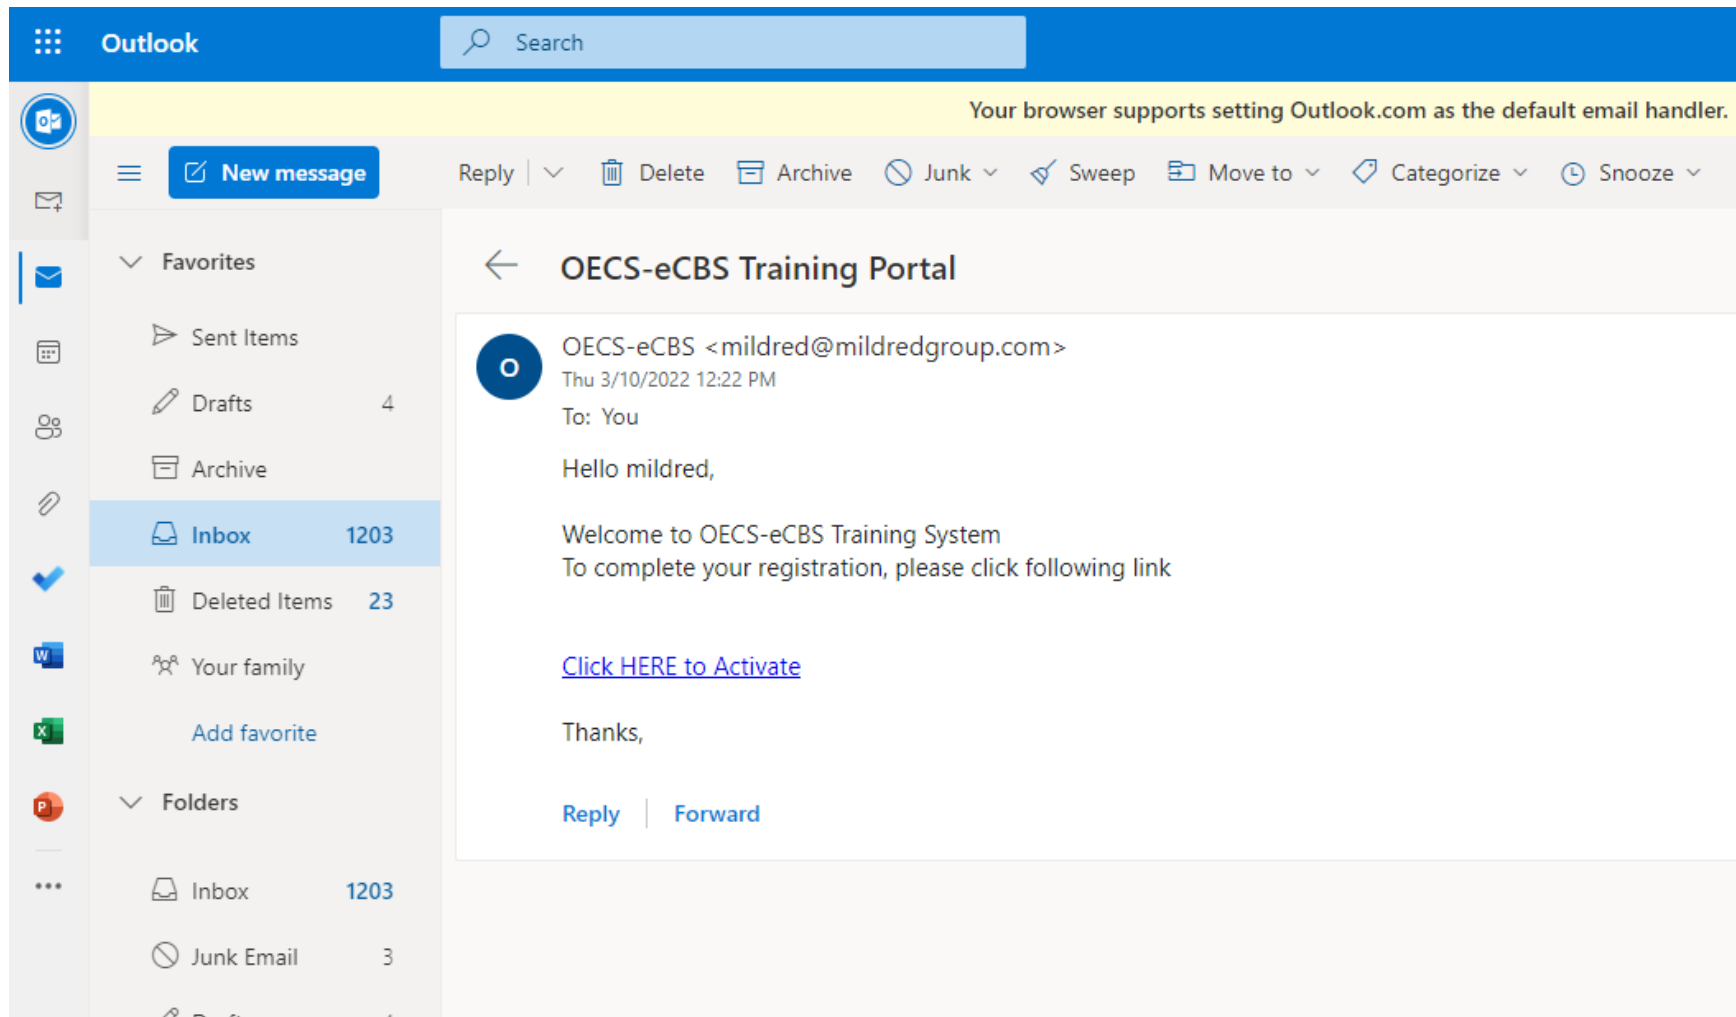 Outlook
Search
Your browser supports setting Outlook.com as the default email handler.
New message
Reply Delete Archive Junk Sweep Move to Categorize Snooze
Favorites
Sent Items
Drafts 4
Archive
Inbox 1203
Deleted Items 23
Your family
Add favorite
Folders
Inbox 1203
Junk Email 3
OECS-eCBS Training Portal
O
OECS-eCBS <mildred@mildredgroup.com>
Thu 3/10/2022 12:22 PM
To: You
Hello mildred,
Welcome to OECS-eCBS Training System
To complete your registration, please click following link
Click HERE to Activate
Thanks,
Reply Forward